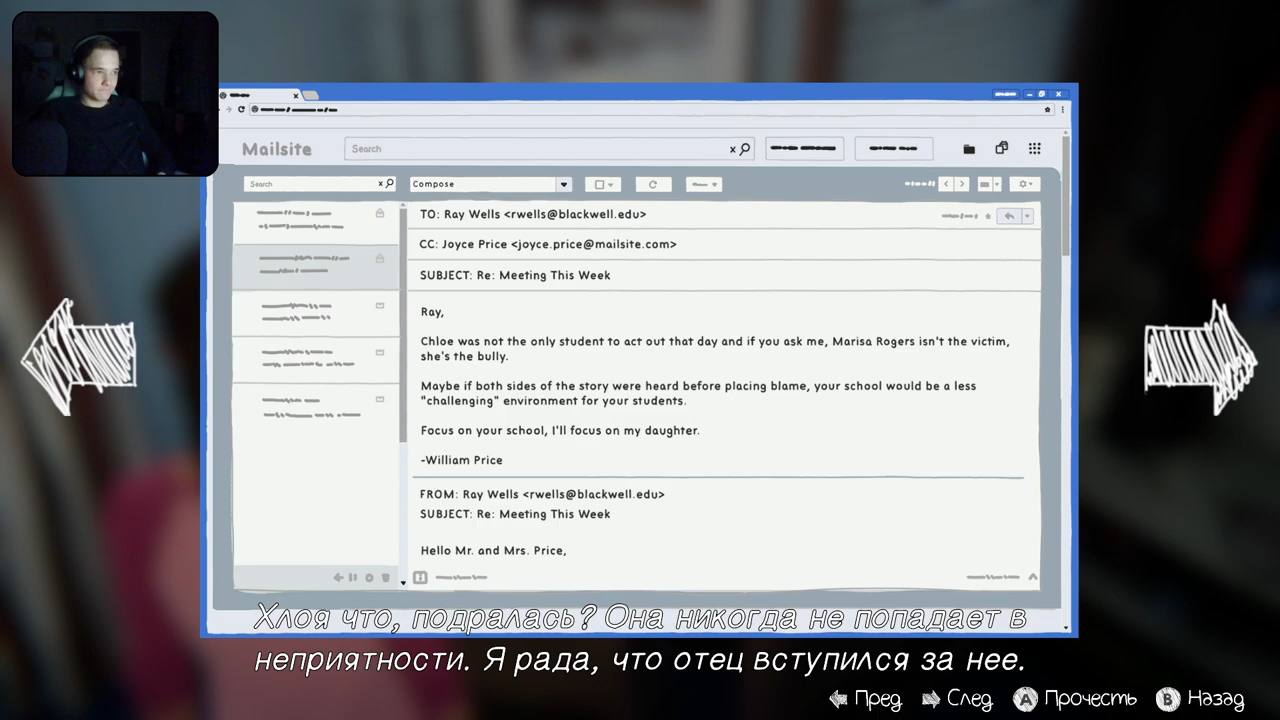 Mailsite
Search
x
Search
x
Compose
TO: Ray Wells <rwells@blackwell.edu>
CC: Joyce Price <joyce.price@mailsite.com>
SUBJECT: Re: Meeting This Week
Ray,
Chloe was not the only student to act out that day and if you ask me, Marisa Rogers isn't the victim,
she's the bully.
Maybe if both sides of the story were heard before placing blame, your school would be a less
"challenging" environment for your students.
Focus on your school, I'll focus on my daughter.
-William Price
FROM: Ray Wells <rwells@blackwell.edu>
SUBJECT: Re: Meeting This Week
Hello Mr. and Mrs. Price,
Хлоя что, подралась? Она никогда не попадает в
неприятности. Я рада, что отец вступился за нее.
Пред. След. A Прочесть B Назад